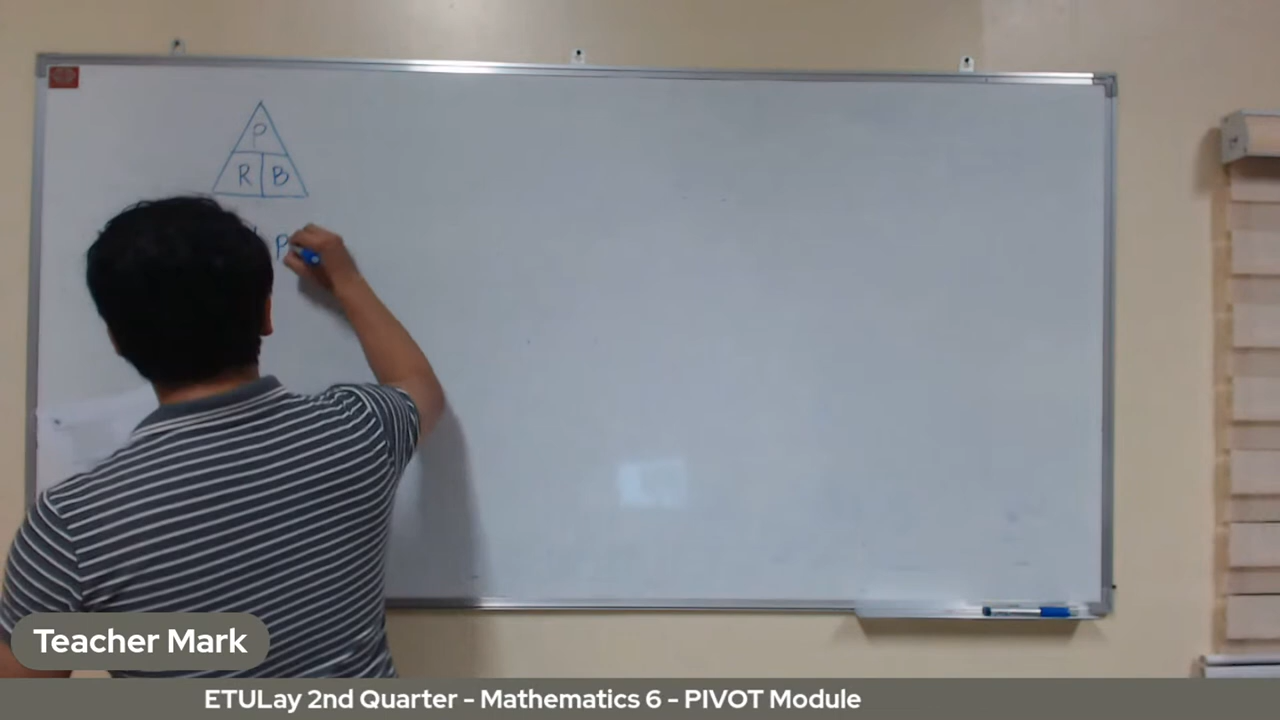 P
R B
P
Teacher Mark
ETULay 2nd Quarter - Mathematics 6 - PIVOT Module